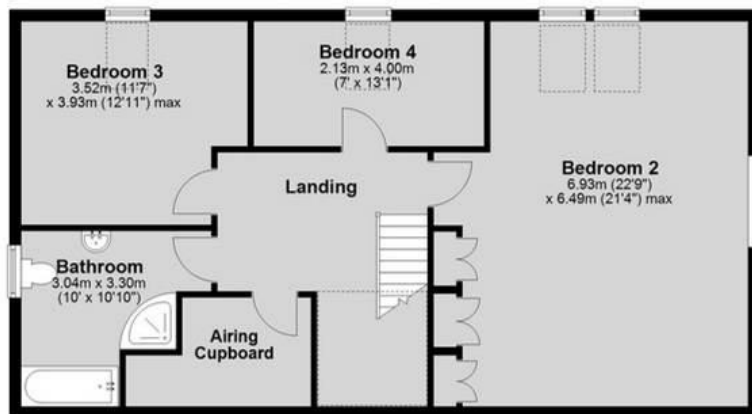 Bedroom 3
3.52m (11'7")
x 3.93m (12'11") max
Bedroom 4
2.13m x 4.00m
(7' x 13'1")
Bedroom 2
6.93m (22'9")
x 6.49m (21'4") max
Landing
Bathroom
3.04m x 3.30m
(10' x 10'10")
Airing
Cupboard